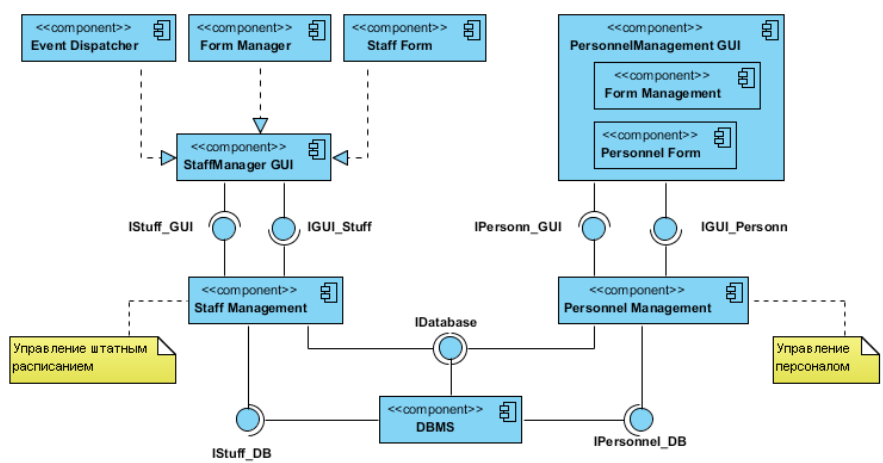 <<component>>
Event Dispatcher
<<component>>
Form Manager
<<component>>
Staff Form
<<component>>
PersonnelManagement GUI
<<component>>
Form Management
<<component>>
Personnel Form
<<component>>
StaffManager GUI
IStuff_GUI
IGUI_Stuff
IPersonn_GUI
IGUI_Personn
<<component>>
Staff Management
<<component>>
Personnel Management
IDatabase
Управление штатным
расписанием
Управление
персоналом
<<component>>
DBMS
IStuff_DB
IPersonnel_DB